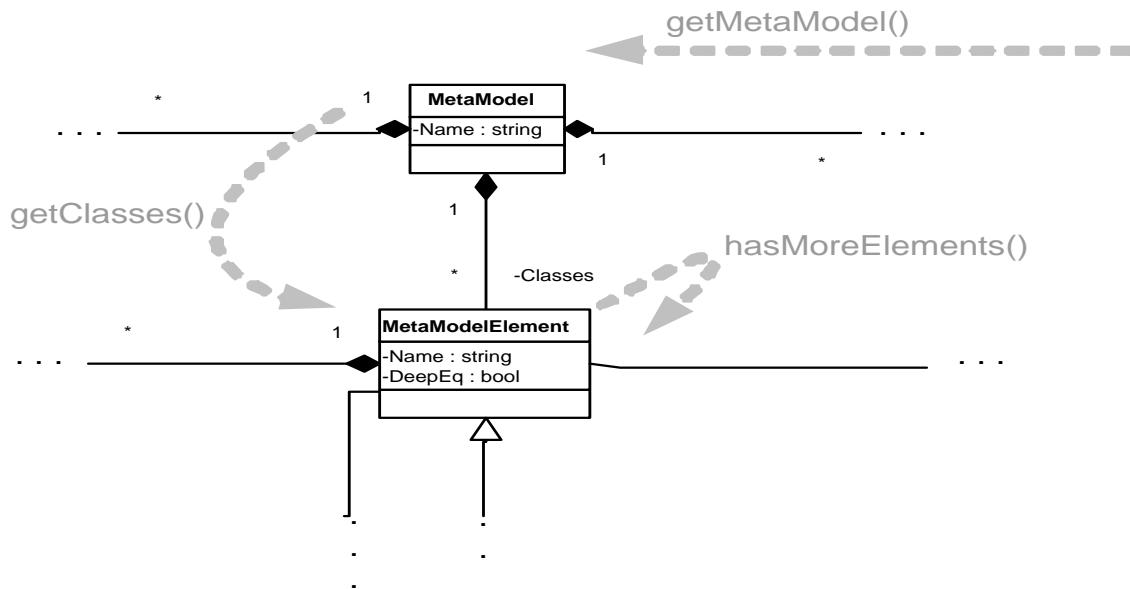 getMetaModel()
* 1 MetaModel
. . . -Name : string . . .
1 *
getClasses() 1
hasMoreElements()
* -Classes
* 1 MetaModelElement
. . . -Name : string . . .
-DeepEq : bool